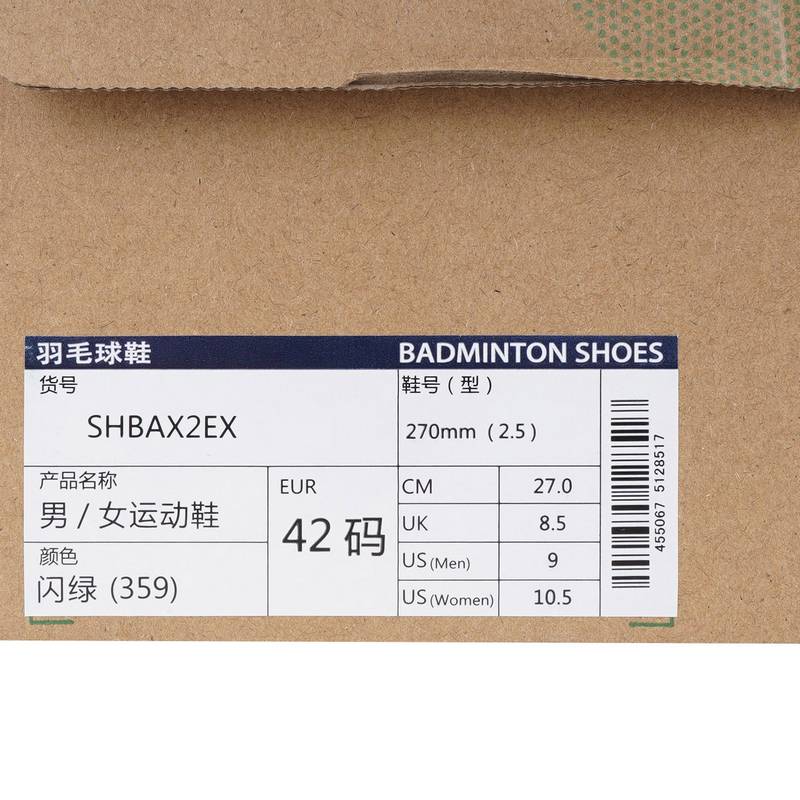 羽毛球鞋 BADMINTON SHOES
货号
SHBAX2EX
鞋号（型）
270mm（2.5）
产品名称
男 / 女运动鞋
颜色
闪绿 (359)
EUR
42 码
CM 27.0
UK 8.5
US (Men) 9
US (Women) 10.5
455067 5128517